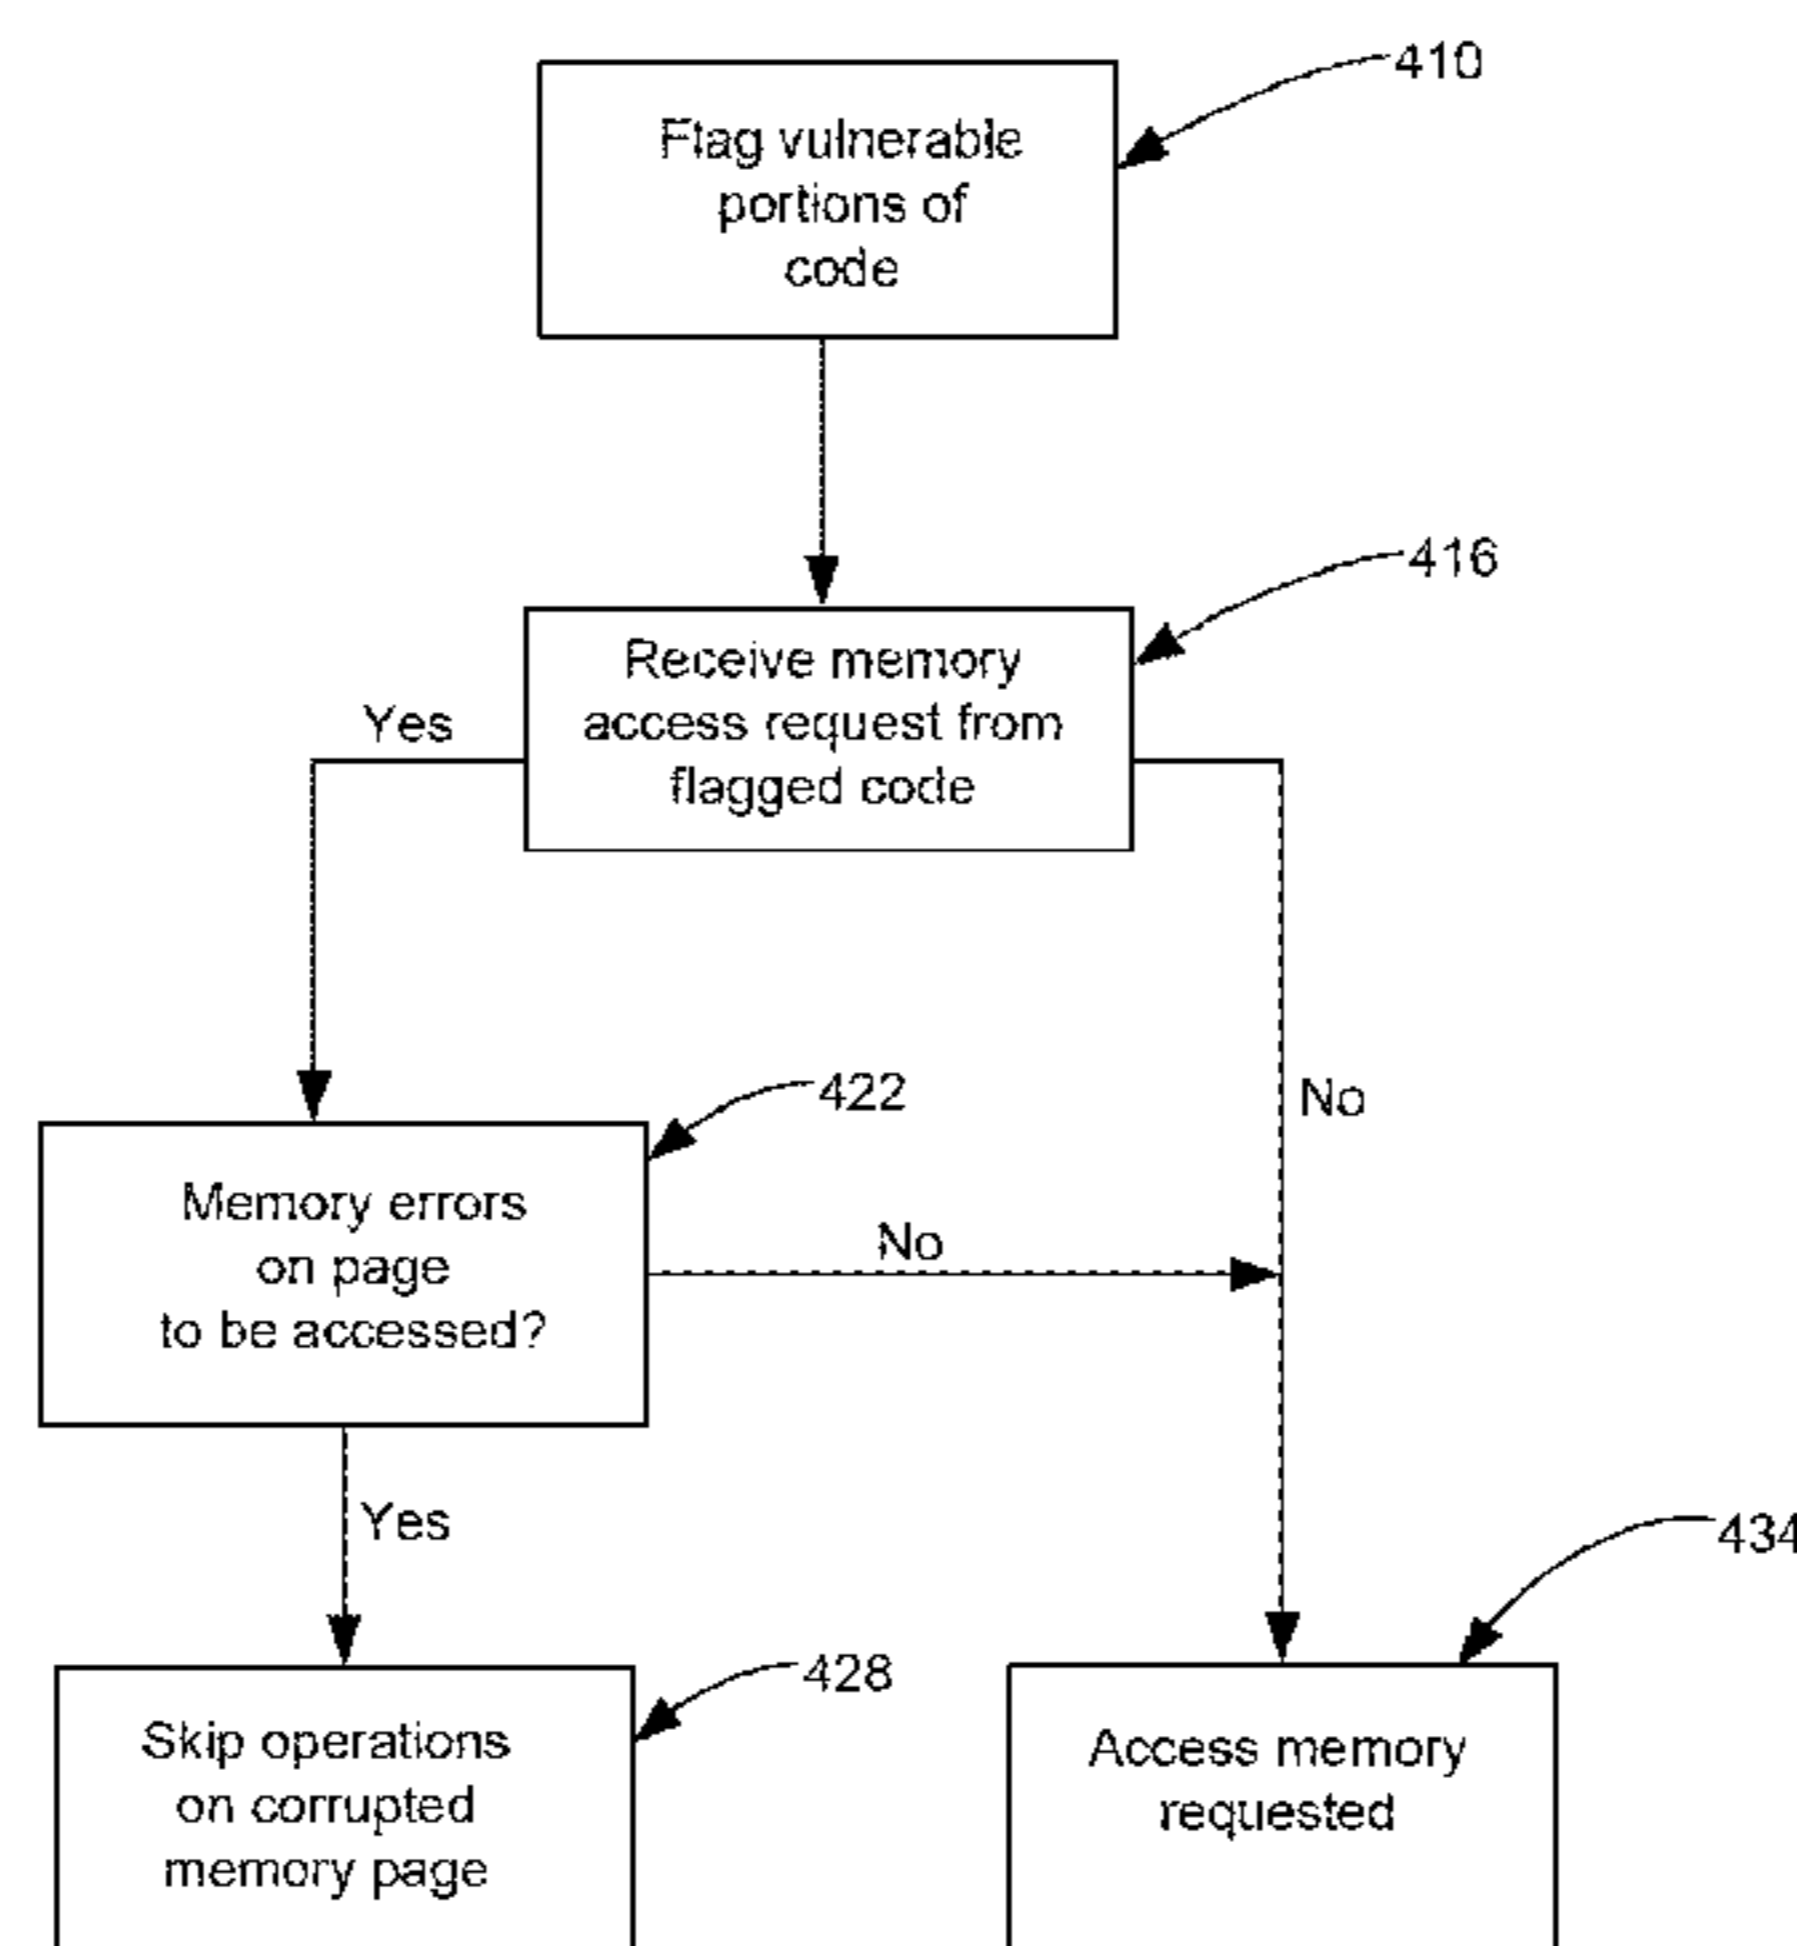 410
Flag vulnerable
portions of
code
416
Receive memory
access request from
flagged code
Yes
No
422
Memory errors
on page
to be accessed?
No
Yes
434
428
Skip operations
on corrupted
memory page
Access memory
requested